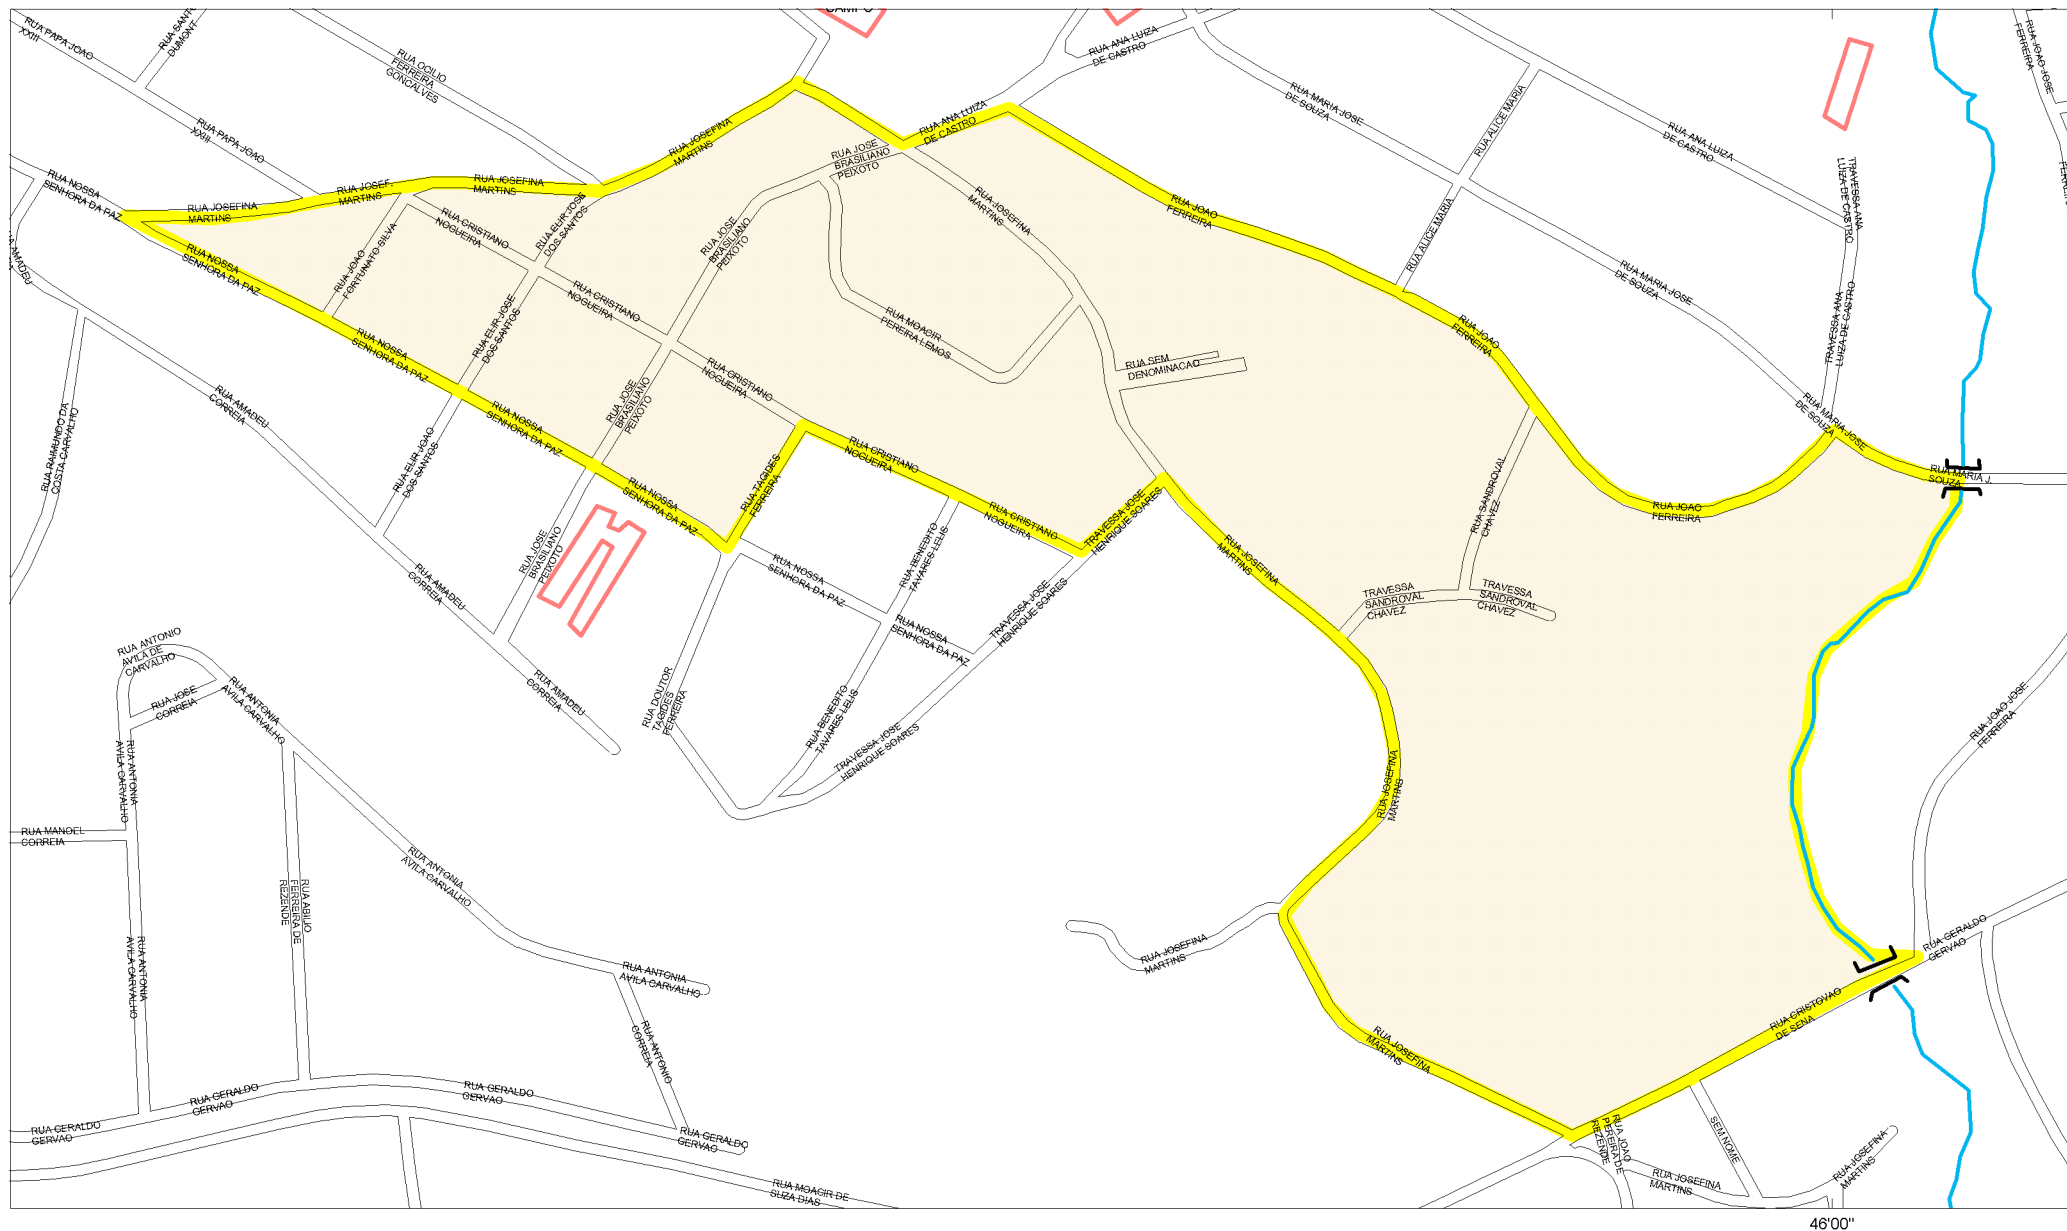 CAMPO
RUA PAPA JOAO
XXIII
RUA SANT
DUMONT
RUA OCILIO
FERREIRA
GONCALVES
RUA ANA LUIZA
DE CASTRO
RUA JOAO JOSE
FERREIRA
RUA PAPA JOAO
XXIII
RUA JOSEFINA
MARTINS
RUA ANA LUIZA
DE CASTRO
RUA MARIA JOSE
DE SOUZA
RUA ALICE MARIA
RUA ANA LUIZA
DE CASTRO
TRAVESSA ANA
LUIZA DE CASTRO
RUA NOSSA
SENHORA DA PAZ
RUA JOSEFINA
MARTINS
RUA JOSEF.
MARTINS
RUA JOSEFINA
MARTINS
RUA JOSE
BRASILIANO
PEIXOTO
RUA JOSEFINA
MARTINS
RUA JOAO
FERREIRA
RUA ALICE MARIA
RUA AMADEU
RUA NOSSA
SENHORA DA PAZ
RUA JOAO
FORTUNATO SILVA
RUA CRISTIANO
NOGUEIRA
RUA ELIR JOSE
DOS SANTOS
RUA JOSE
BRASILIANO
PEIXOTO
RUA MARIA JOSE
DE SOUZA
TRAVESSA ANA
LUIZA DE CASTRO
RUA CRISTIANO
NOGUEIRA
RUA ELIR JOSE
DOS SANTOS
RUA MOACIR
PEREIRA LEMOS
RUA JOAO
FERREIRA
RUA NOSSA
SENHORA DA PAZ
RUA CRISTIANO
NOGUEIRA
RUA SEM
DENOMINACAO
RUA AMADEU
CORREIA
RUA RAIMUNDO DA
COSTA CARVALHO
RUA ELIR JOAO
DOS SANTOS
RUA NOSSA
SENHORA DA PAZ
RUA JOSE
BRASILIANO
PEIXOTO
RUA CRISTIANO
NOGUEIRA
RUA MARIA JOSE
DE SOUZA
RUA MARIA J.
SOUZA
RUA TAGIDES
FERREIRA
RUA NOSSA
SENHORA DA PAZ
RUA CRISTIANO
NOGUEIRA
TRAVESSA JOSE
HENRIQUE SOARES
RUA SANDROVAL
CHAVEZ
RUA JOAO
FERREIRA
RUA AMADEU
CORREIA
RUA JOSE
BRASILIANO
PEIXOTO
RUA NOSSA
SENHORA DA PAZ
RUA BENEDITO
TAVARES LELIS
RUA JOSEFINA
MARTINS
TRAVESSA
SANDROVAL
CHAVEZ
TRAVESSA
SANDROVAL
CHAVEZ
RUA NOSSA
SENHORA DA PAZ
TRAVESSA JOSE
HENRIQUE SOARES
RUA ANTONIO
AVILA DE
CARVALHO
RUA JOSE
CORREIA
RUA ANTONIA
AVILA CARVALHO
RUA AMADEU
CORREIA
RUA DOUTOR
TAGIDES
FERREIRA
RUA BENEDITO
TAVARES LELIS
TRAVESSA JOSE
HENRIQUE SOARES
RUA JOAO JOSE
FERREIRA
RUA ANTONIA
AVILA CARVALHO
RUA JOSEFINA
MARTINS
RUA MANOEL
CORREIA
RUA ANTONIA
AVILA CARVALHO
RUA ABILIO
FERREIRA DE
REZENDE
RUA ANTONIA
AVILA CARVALHO
RUA JOSEFINA
MARTINS
RUA GERALDO
GERVAO
RUA ANTONIA
AVILA CARVALHO
RUA CRISTOVAO
DE SENA
RUA ANTONIO
CORREIA
RUA JOSEFINA
MARTINS
RUA GERALDO
GERVAO
RUA GERALDO
GERVAO
RUA GERALDO
GERVAO
RUA GERALDO
GERVAO
RUA JOAO
PEREIRA DE
REZENDE
SEM NOME
RUA JOSEFINA
MARTINS
RUA JOSEFINA
MARTINS
RUA MOACIR DE
SUZA DIAS
46'00"